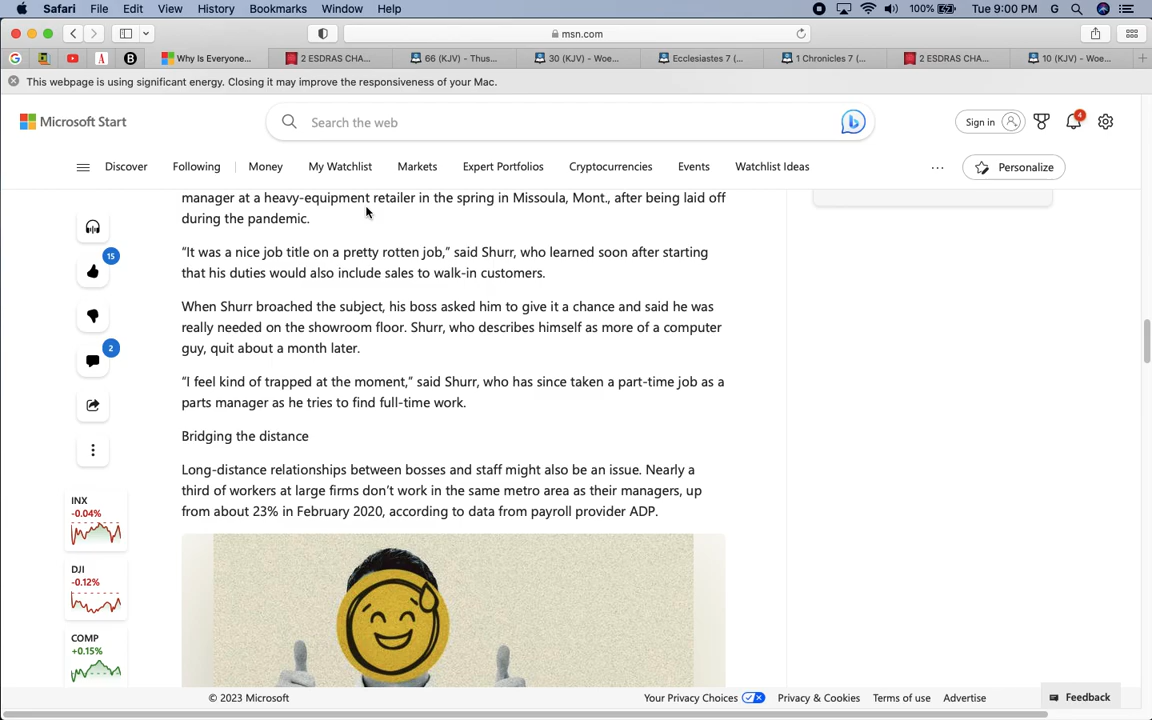 Safari File Edit View History Bookmarks Window Help 100% Tue 9:00 PM G
msn.com
Why Is Everyone... 2 ESDRAS CHA... 66 (KJV) - Thus... 30 (KJV) - Woe... Ecclesiastes 7 (... 1 Chronicles 7 (... 2 ESDRAS CHA... 10 (KJV) - Woe...
This webpage is using significant energy. Closing it may improve the responsiveness of your Mac.
Microsoft Start Search the web Sign in 4
Discover Following Money My Watchlist Markets Expert Portfolios Cryptocurrencies Events Watchlist Ideas ... Personalize
manager at a heavy-equipment retailer in the spring in Missoula, Mont., after being laid off
during the pandemic.
“It was a nice job title on a pretty rotten job,” said Shurr, who learned soon after starting
that his duties would also include sales to walk-in customers.
When Shurr broached the subject, his boss asked him to give it a chance and said he was
really needed on the showroom floor. Shurr, who describes himself as more of a computer
guy, quit about a month later.
“I feel kind of trapped at the moment,” said Shurr, who has since taken a part-time job as a
parts manager as he tries to find full-time work.
Bridging the distance
Long-distance relationships between bosses and staff might also be an issue. Nearly a
third of workers at large firms don’t work in the same metro area as their managers, up
from about 23% in February 2020, according to data from payroll provider ADP.
15
2
INX
-0.04%
DJI
-0.12%
COMP
+0.15%
© 2023 Microsoft Your Privacy Choices Privacy & Cookies Terms of use Advertise Feedback